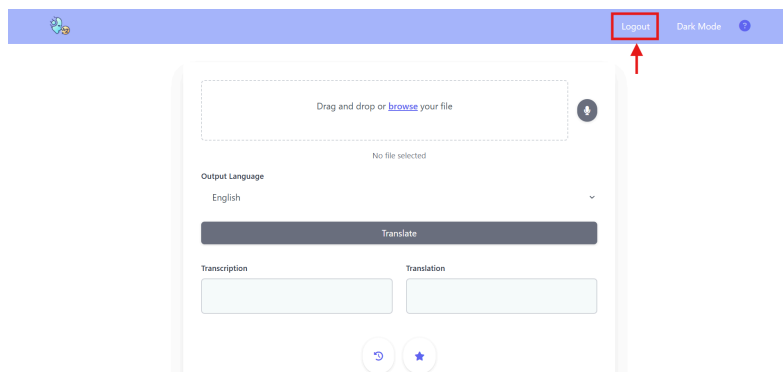 Logout Dark Mode ?
Drag and drop or browse your file
No file selected
Output Language
English
Translate
Transcription Translation